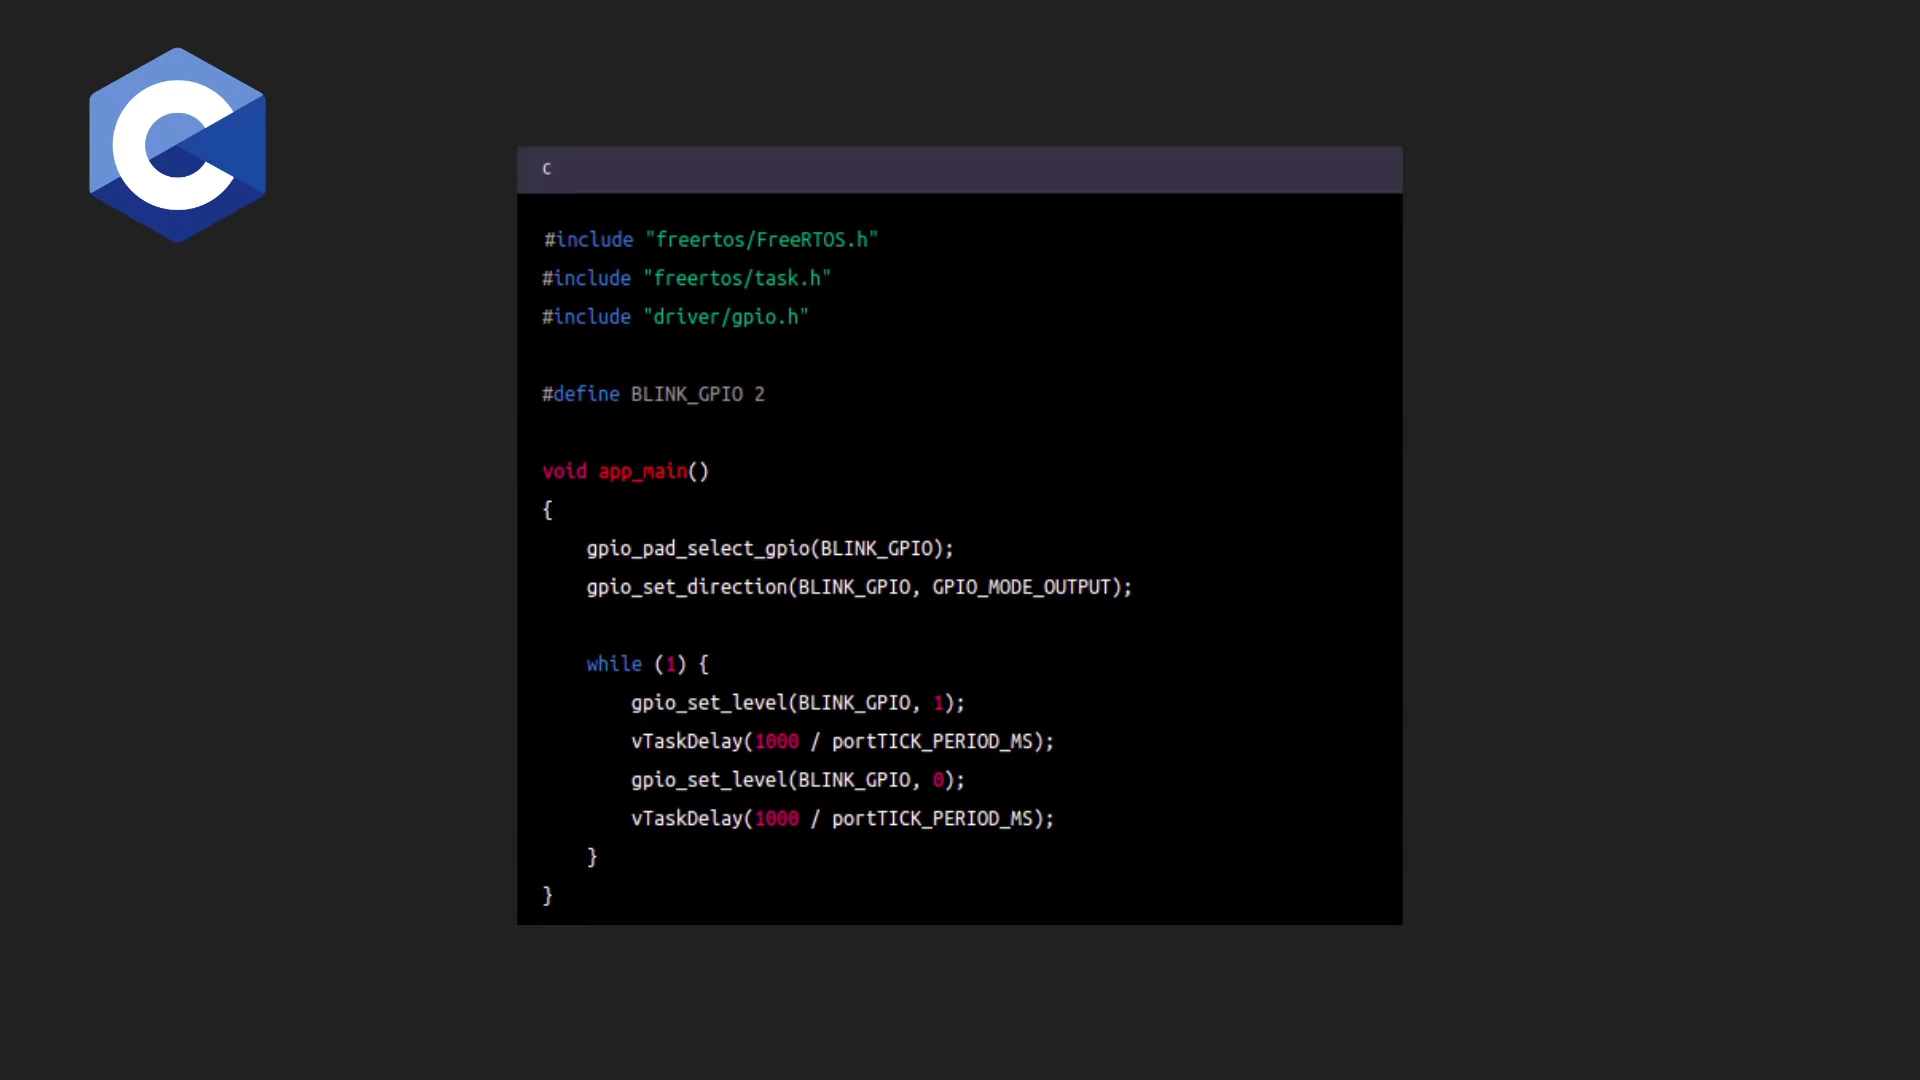 C
C
#include "freertos/FreeRTOS.h"
#include "freertos/task.h"
#include "driver/gpio.h"
#define BLINK_GPIO 2
void app_main()
{
    gpio_pad_select_gpio(BLINK_GPIO);
    gpio_set_direction(BLINK_GPIO, GPIO_MODE_OUTPUT);
    while (1) {
        gpio_set_level(BLINK_GPIO, 1);
        vTaskDelay(1000 / portTICK_PERIOD_MS);
        gpio_set_level(BLINK_GPIO, 0);
        vTaskDelay(1000 / portTICK_PERIOD_MS);
    }
}